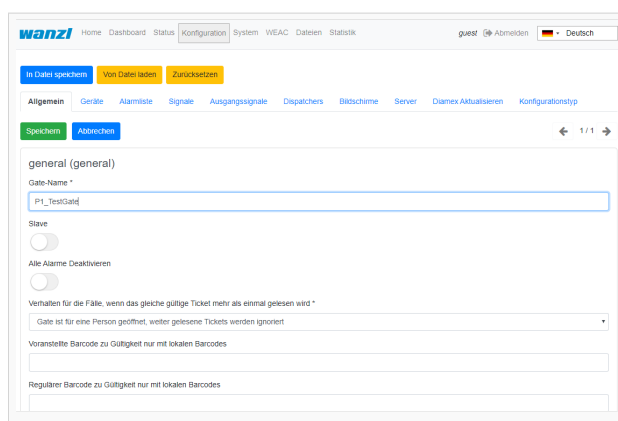 wanzl Home Dashboard Status Konfiguration System WEAC Dateien Statistik guest Abmelden Deutsch
In Datei speichern Von Datei laden Zurücksetzen
Allgemein Geräte Alarmliste Signale Ausgangssignale Dispatchers Bildschirme Server Diamex Aktualisieren Konfigurationstyp
Speichern Abbrechen 1 / 1
general (general)
Gate-Name *
P1_TestGate
Slave
Alle Alarme Deaktivieren
Verhalten für die Fälle, wenn das gleiche gültige Ticket mehr als einmal gelesen wird *
Gate ist für eine Person geöffnet, weiter gelesene Tickets werden ignoriert
Voranstellte Barcode zu Gültigkeit nur mit lokalen Barcodes
Regulärer Barcode zu Gültigkeit nur mit lokalen Barcodes